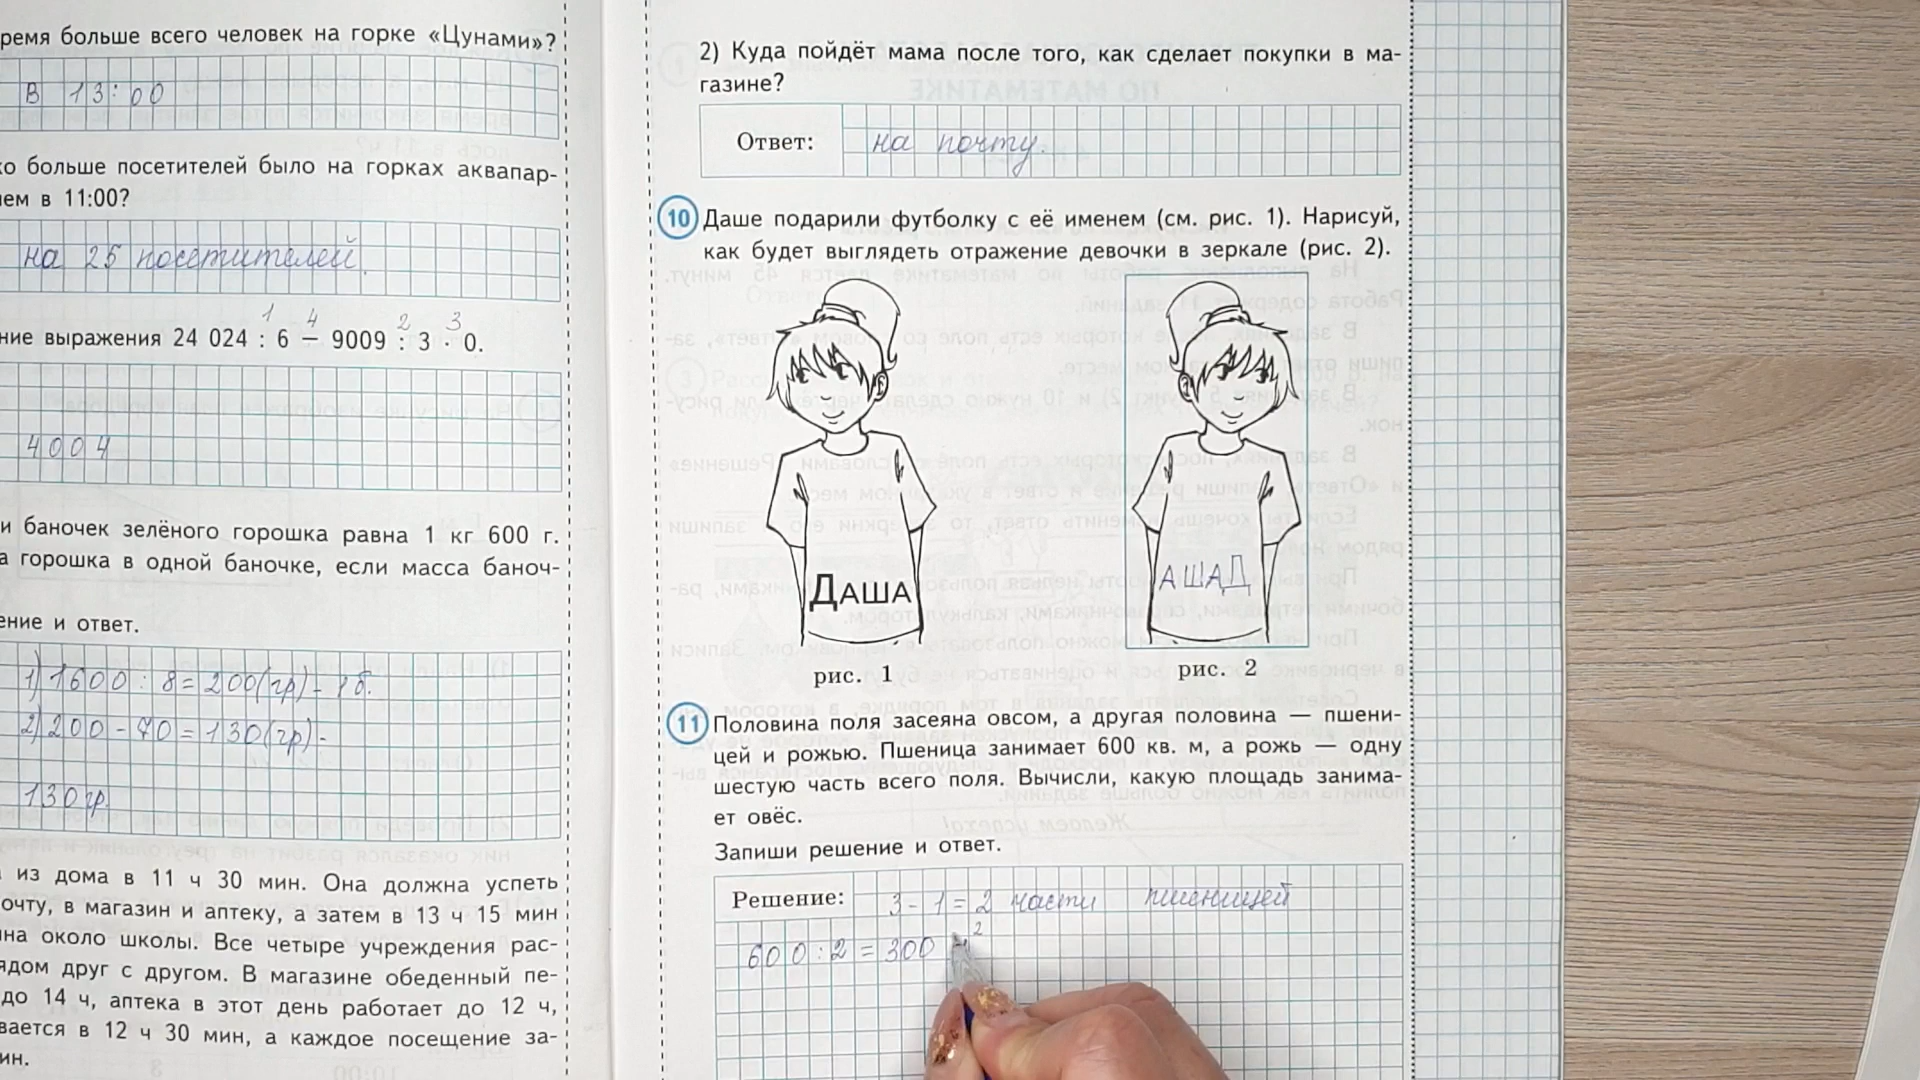 ремя больше всего человек на горке «Цунами»?
В 13:00
ко больше посетителей было на горках аквапар-
ем в 11:00?
на 25 посетителей.
1 4 2 3
ние выражения 24 024 : 6 — 9009 : 3 · 0.
4004
и баночек зелёного горошка равна 1 кг 600 г.
а горошка в одной баночке, если масса баноч-
ение и ответ.
1) 1600 : 8 = 200(гр) - 1 б.
2) 200 - 70 = 130(гр) -
130 гр.
из дома в 11 ч 30 мин. Она должна успеть
очту, в магазин и аптеку, а затем в 13 ч 15 мин
на около школы. Все четыре учреждения рас-
ядом друг с другом. В магазине обеденный пе-
до 14 ч, аптека в этот день работает до 12 ч,
вается в 12 ч 30 мин, а каждое посещение за-
ин.
2) Куда пойдёт мама после того, как сделает покупки в ма-
газине?
Ответ: на почту.
10 Даше подарили футболку с её именем (см. рис. 1). Нарисуй,
как будет выглядеть отражение девочки в зеркале (рис. 2).
ДАША
АШАД
рис. 1
рис. 2
11 Половина поля засеяна овсом, а другая половина — пшени-
цей и рожью. Пшеница занимает 600 кв. м, а рожь — одну
шестую часть всего поля. Вычисли, какую площадь занима-
ет овёс.
Запиши решение и ответ.
Решение: 3 - 1 = 2 части пшеницей
600 : 2 = 300 м²